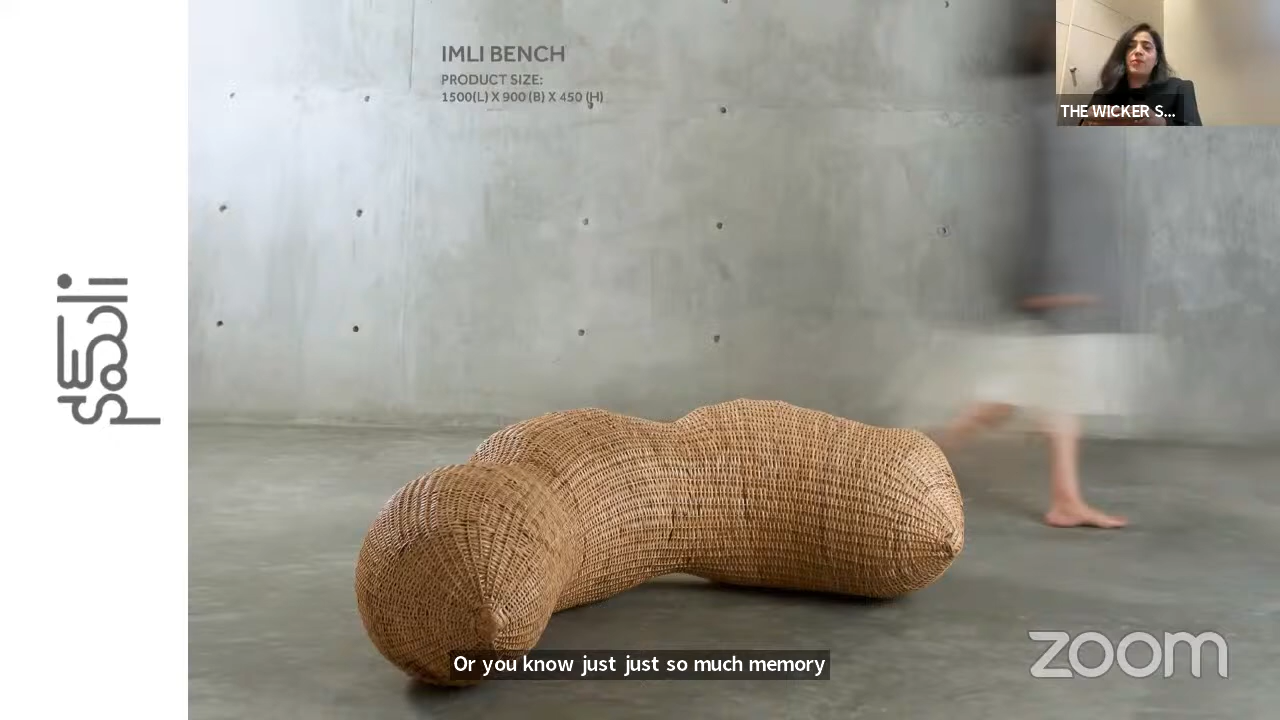 IMLI BENCH
PRODUCT SIZE:
1500(L) X 900 (B) X 450 (H)
THE WICKER S...
Or you know just just so much memory
zoom